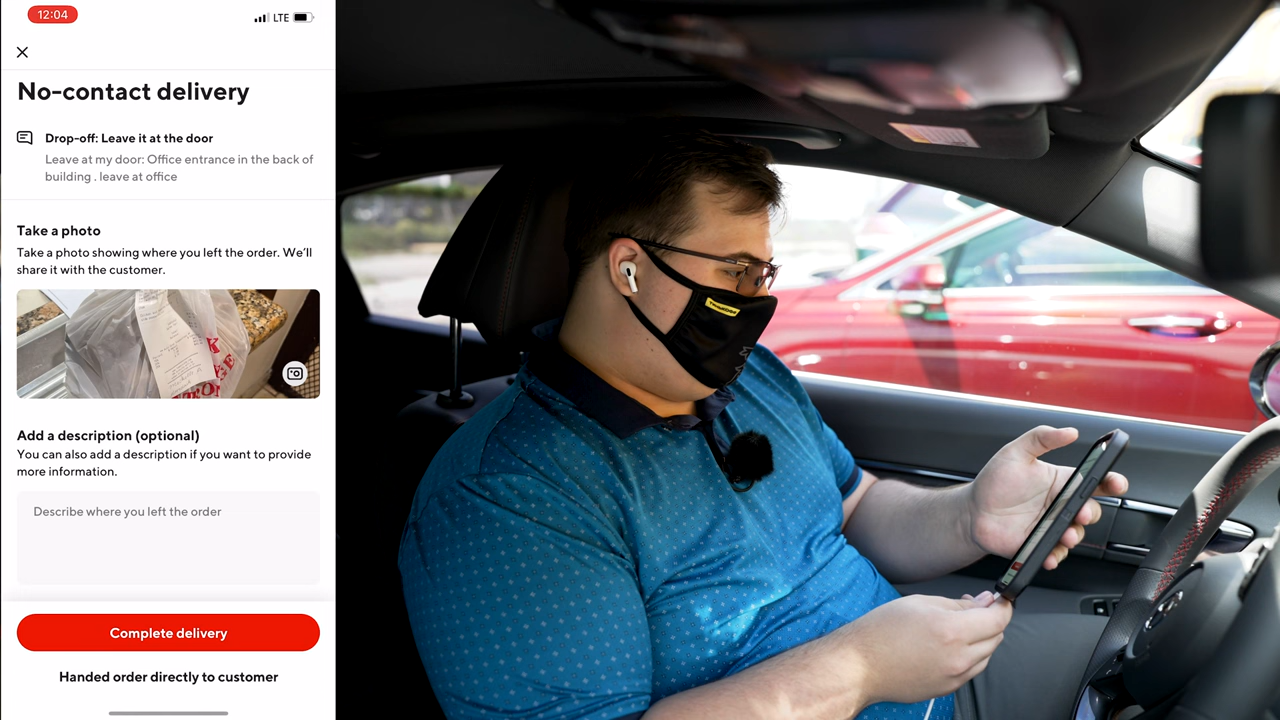 12:04
LTE
No-contact delivery
Drop-off: Leave it at the door
Leave at my door: Office entrance in the back of
building . leave at office
Take a photo
Take a photo showing where you left the order. We'll
share it with the customer.
Add a description (optional)
You can also add a description if you want to provide
more information.
Describe where you left the order
Complete delivery
Handed order directly to customer